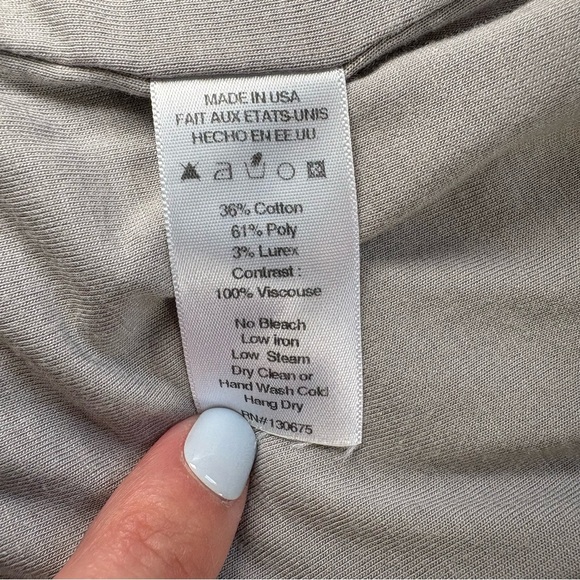 MADE IN USA
FAIT AUX ETATS-UNIS
HECHO EN EE.UU
36% Cotton
61% Poly
3% Lurex
Contrast :
100% Viscouse
No Bleach
Low iron
Low Steam
Dry Clean or
Hand Wash Cold
Hang Dry
RN# 130675